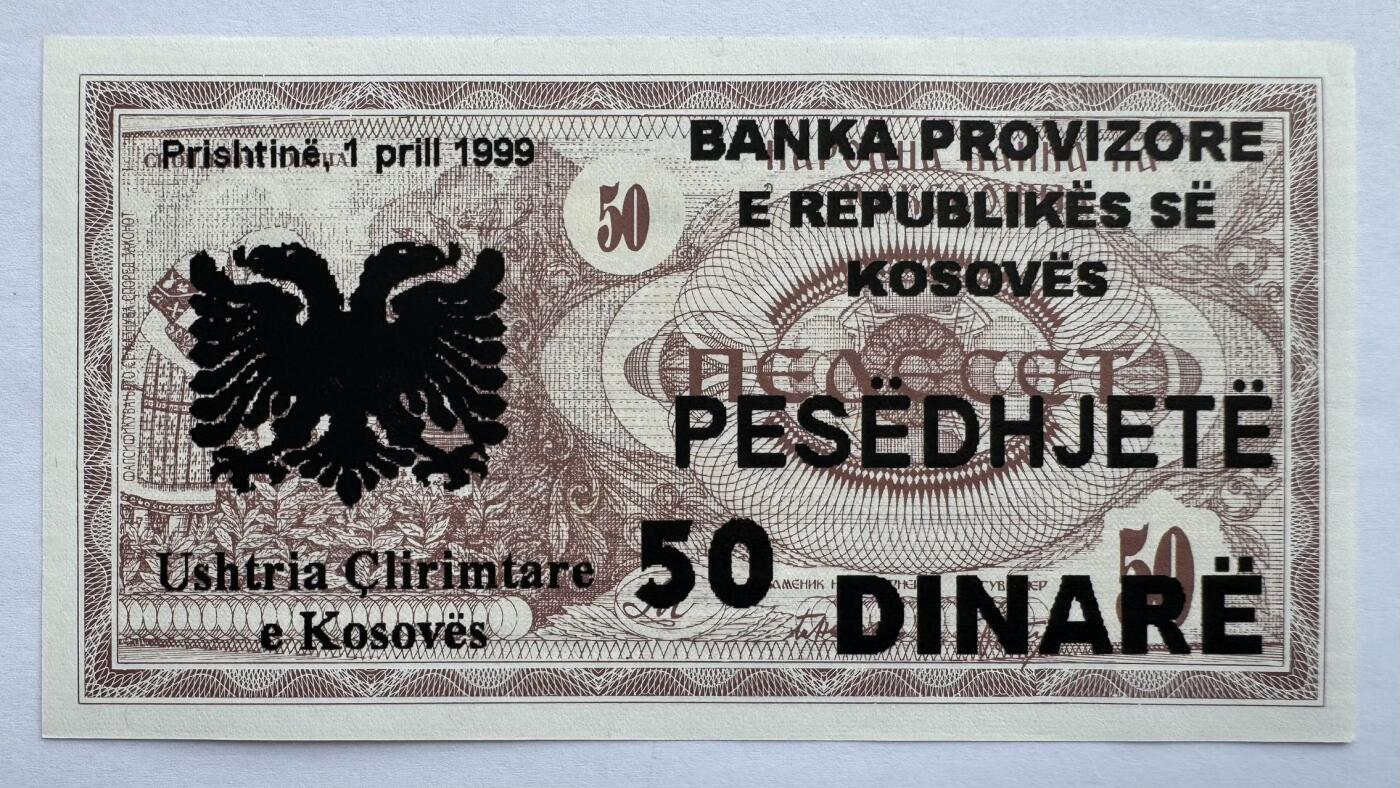 Prishtinë, 1 prill 1999
BANKA PROVIZORE
E REPUBLIKËS SË
KOSOVËS
50
ПЕДЕСЕТ
PESËDHJETË
Ushtria Çlirimtare
e Kosovës
50
50
DINARË